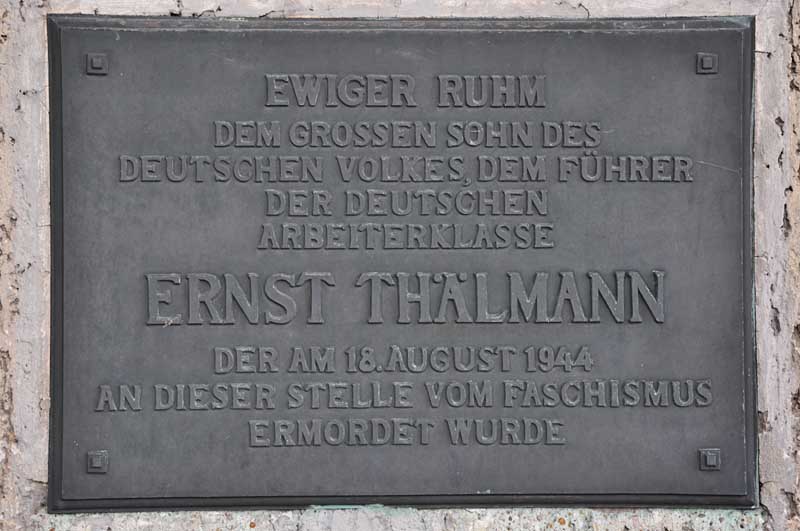 EWIGER RUHM
DEM GROSSEN SOHN DES
DEUTSCHEN VOLKES, DEM FÜHRER
DER DEUTSCHEN
ARBEITERKLASSE
ERNST THÄLMANN
DER AM 18. AUGUST 1944
AN DIESER STELLE VOM FASCHISMUS
ERMORDET WURDE